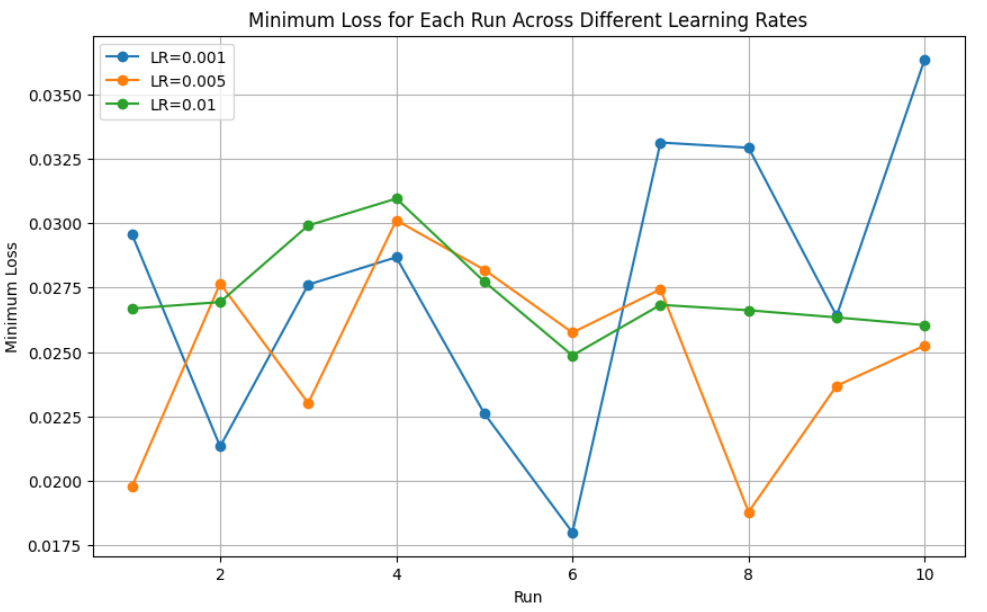 Minimum Loss for Each Run Across Different Learning Rates
LR=0.001
LR=0.005
LR=0.01
Minimum Loss
0.0350
0.0325
0.0300
0.0275
0.0250
0.0225
0.0200
0.0175
2 4 6 8 10
Run